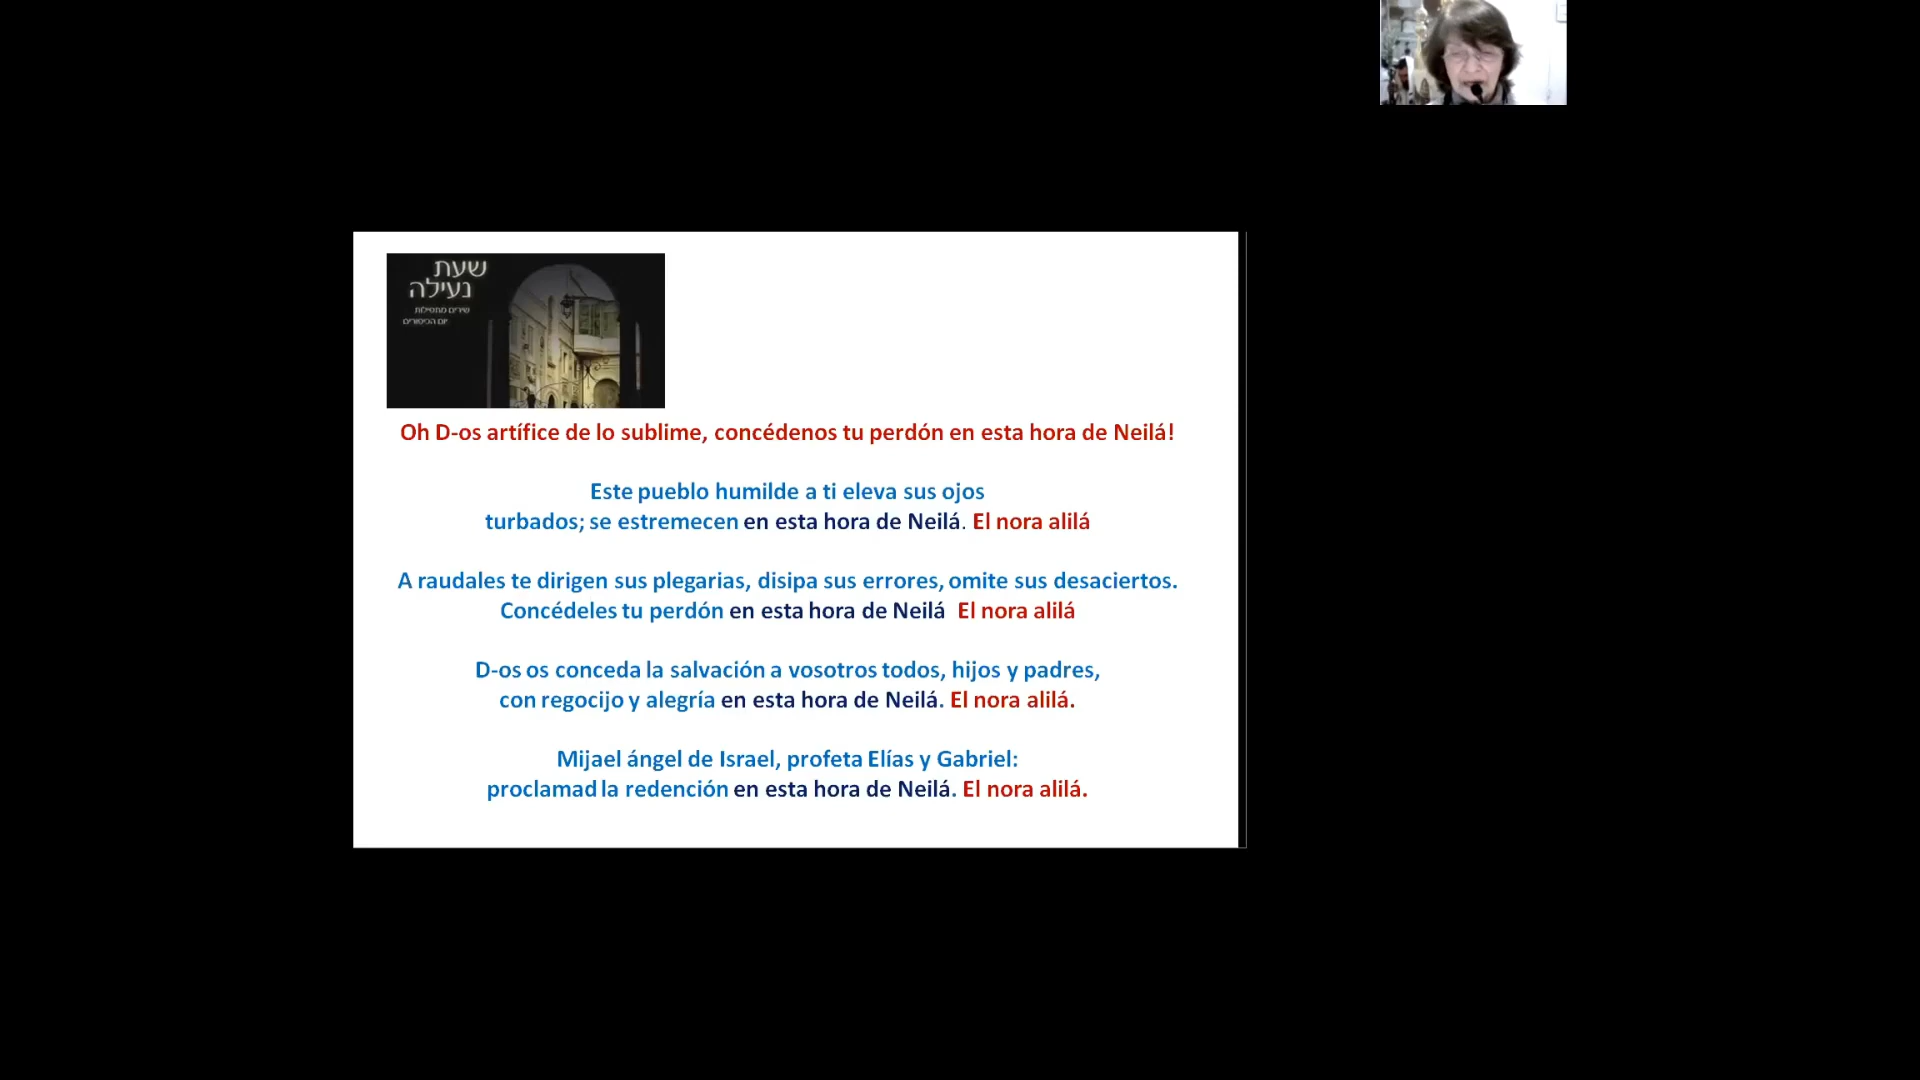 שעת
נעילה
שירים מתפילות
יום הכיפורים
Oh D-os artífice de lo sublime, concédenos tu perdón en esta hora de Neilá!
Este pueblo humilde a ti eleva sus ojos
turbados; se estremecen en esta hora de Neilá. El nora alilá
A raudales te dirigen sus plegarias, disipa sus errores, omite sus desaciertos.
Concédeles tu perdón en esta hora de Neilá El nora alilá
D-os os conceda la salvación a vosotros todos, hijos y padres,
con regocijo y alegría en esta hora de Neilá. El nora alilá.
Mijael ángel de Israel, profeta Elías y Gabriel:
proclamad la redención en esta hora de Neilá. El nora alilá.